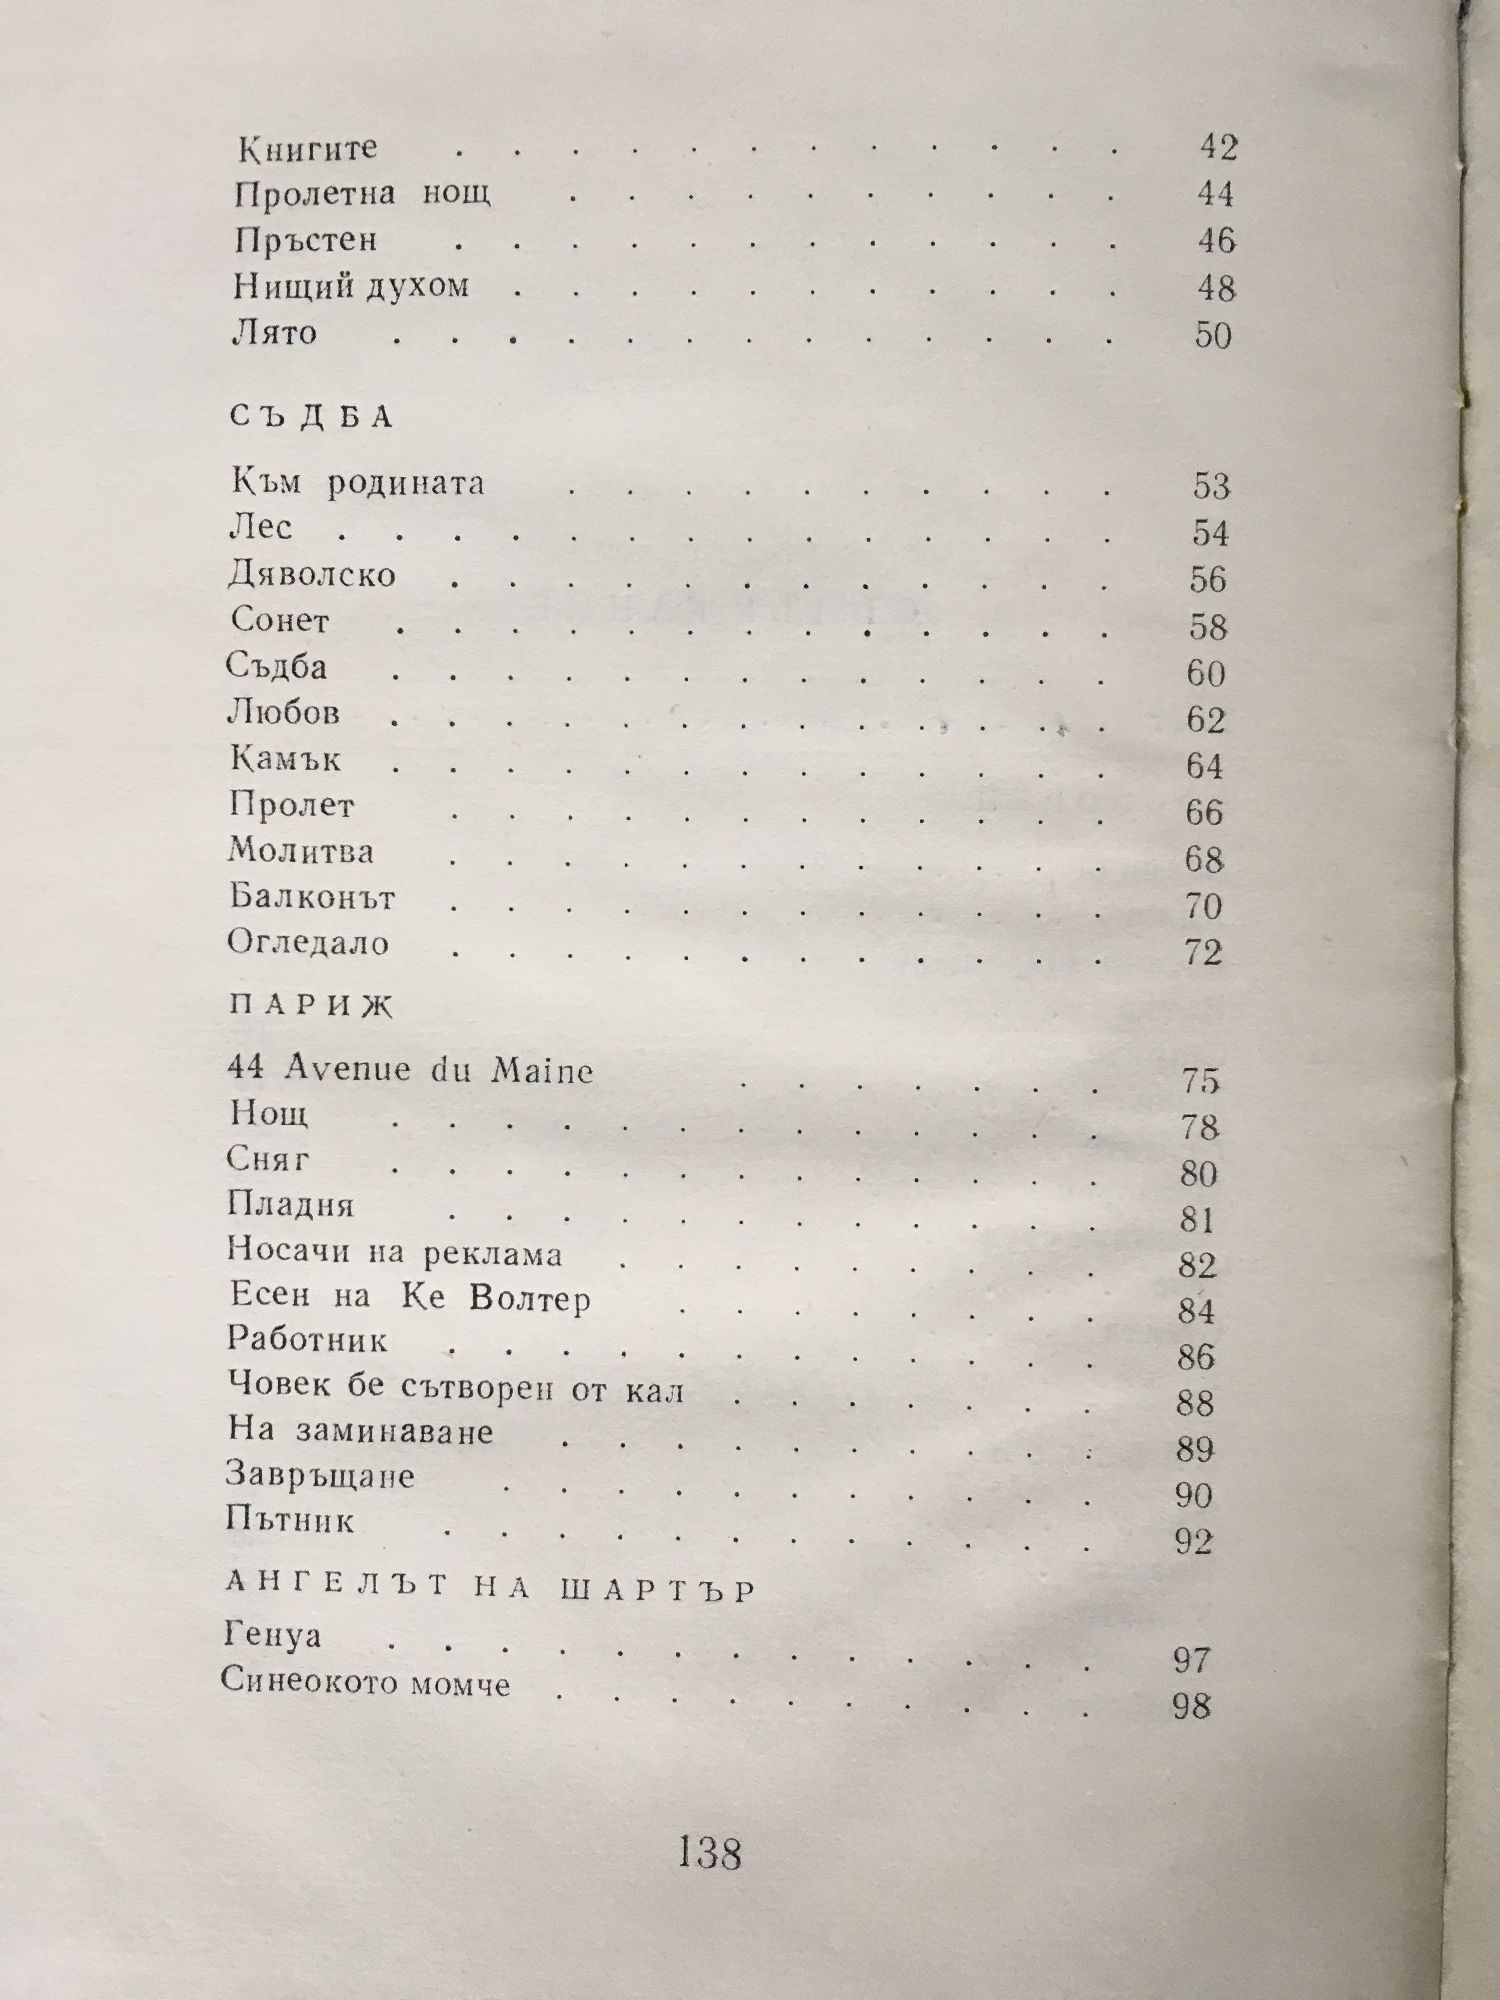 Книгите . . . . . . . . . . . . 42
Пролетна нощ . . . . . . . . . . 44
Пръстен . . . . . . . . . . . . 46
Нищий духом . . . . . . . . . . . 48
Лято . . . . . . . . . . . . . 50
СЪДБА
Към родината . . . . . . . . . . 53
Лес . . . . . . . . . . . . . . 54
Дяволско . . . . . . . . . . . . 56
Сонет . . . . . . . . . . . . . 58
Съдба . . . . . . . . . . . . . 60
Любов . . . . . . . . . . . . . 62
Камък . . . . . . . . . . . . . 64
Пролет . . . . . . . . . . . . 66
Молитва . . . . . . . . . . . . 68
Балконът . . . . . . . . . . . . 70
Огледало . . . . . . . . . . . . 72
ПАРИЖ
44 Avenue du Maine . . . . . . . 75
Нощ . . . . . . . . . . . . . 78
Сняг . . . . . . . . . . . . . 80
Пладня . . . . . . . . . . . . 81
Носачи на реклама . . . . . . . . . 82
Есен на Ке Волтер . . . . . . . . 84
Работник . . . . . . . . . . . . 86
Човек бе сътворен от кал . . . . . . . 88
На заминаване . . . . . . . . . . 89
Завръщане . . . . . . . . . . . 90
Пътник . . . . . . . . . . . . 92
АНГЕЛЪТ НА ШАРТЪР
Генуа . . . . . . . . . . . . . 97
Синеокото момче . . . . . . . . . . 98
138